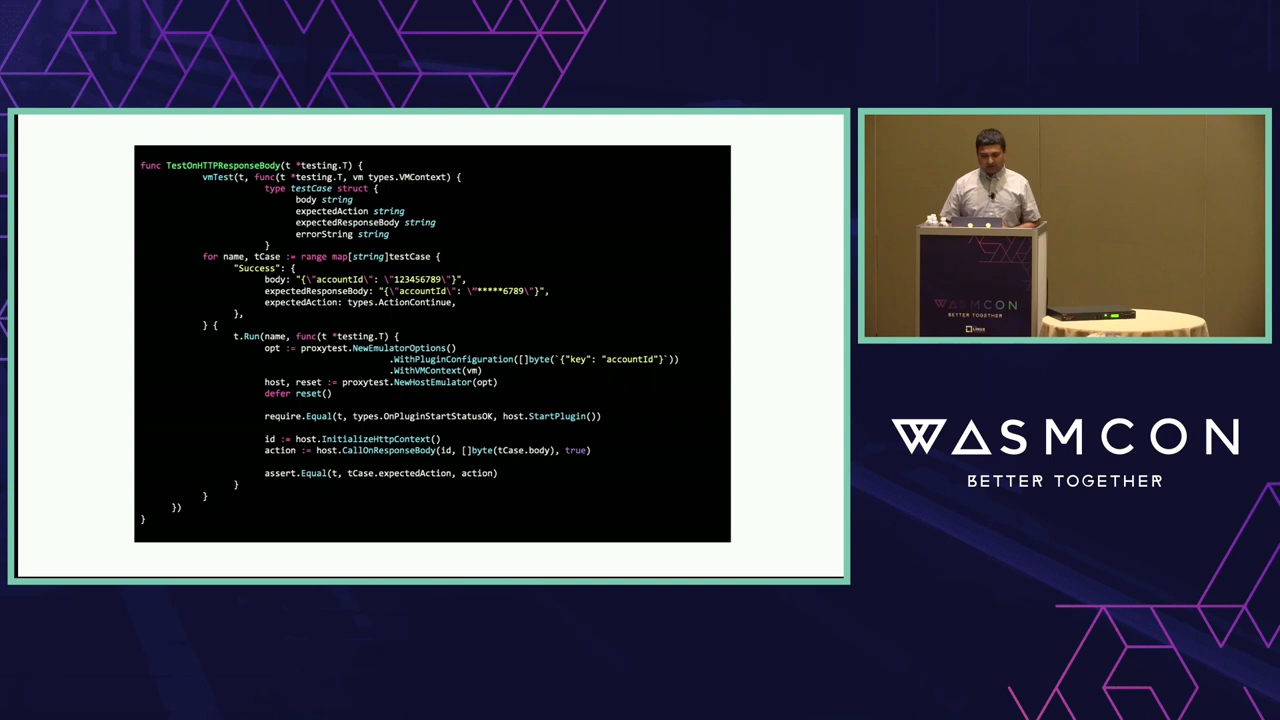 func TestOnHTTPResponseBody(t *testing.T) {
vmTest(t, func(t *testing.T, vm types.VMContext) {
type testCase struct {
body string
expectedAction string
expectedResponseBody string
errorString string
}
for name, tCase := range map[string]testCase {
"Success": {
body: "{\"accountId\": \"123456789\"}",
expectedResponseBody: "{\"accountId\": \"*****6789\"}",
expectedAction: types.ActionContinue,
},
} {
t.Run(name, func(t *testing.T) {
opt := proxytest.NewEmulatorOptions()
.WithPluginConfiguration([]byte(`{"key": "accountId"}`))
.WithVMContext(vm)
host, reset := proxytest.NewHostEmulator(opt)
defer reset()
require.Equal(t, types.OnPluginStartStatusOK, host.StartPlugin())
id := host.InitializeHttpContext()
action := host.CallOnResponseBody(id, []byte(tCase.body), true)
assert.Equal(t, tCase.expectedAction, action)
}
}
})
}
WASMCON
BETTER TOGETHER
WASMCON
BETTER TOGETHER